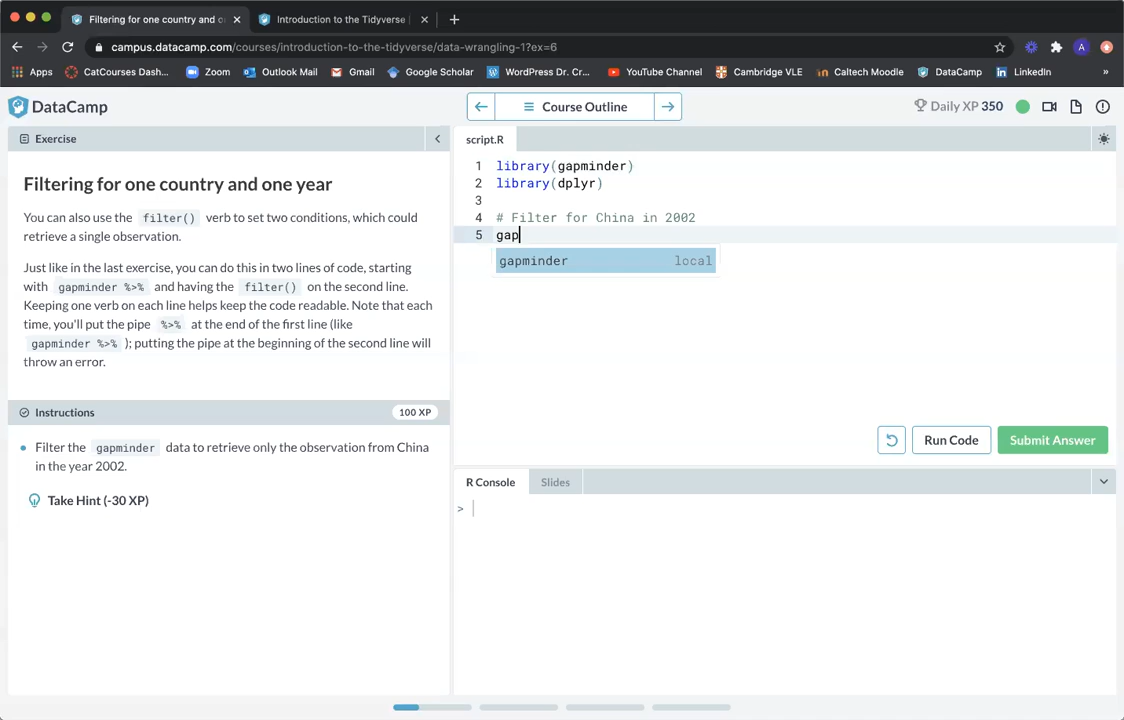 Filtering for one country and o
Introduction to the Tidyverse
campus.datacamp.com/courses/introduction-to-the-tidyverse/data-wrangling-1?ex=6
A
Apps CatCourses Dash... Zoom Outlook Mail Gmail Google Scholar WordPress Dr. Cr... YouTube Channel Cambridge VLE Caltech Moodle DataCamp LinkedIn »
DataCamp
Course Outline
Daily XP 350
Exercise
Filtering for one country and one year
You can also use the filter() verb to set two conditions, which could
retrieve a single observation.
Just like in the last exercise, you can do this in two lines of code, starting
with gapminder %>% and having the filter() on the second line.
Keeping one verb on each line helps keep the code readable. Note that each
time, you'll put the pipe %>% at the end of the first line (like
gapminder %>% ); putting the pipe at the beginning of the second line will
throw an error.
Instructions 100 XP
Filter the gapminder data to retrieve only the observation from China
in the year 2002.
Take Hint (-30 XP)
script.R
1 library(gapminder)
2 library(dplyr)
3
4 # Filter for China in 2002
5 gap
gapminder local
Run Code Submit Answer
R Console Slides
>